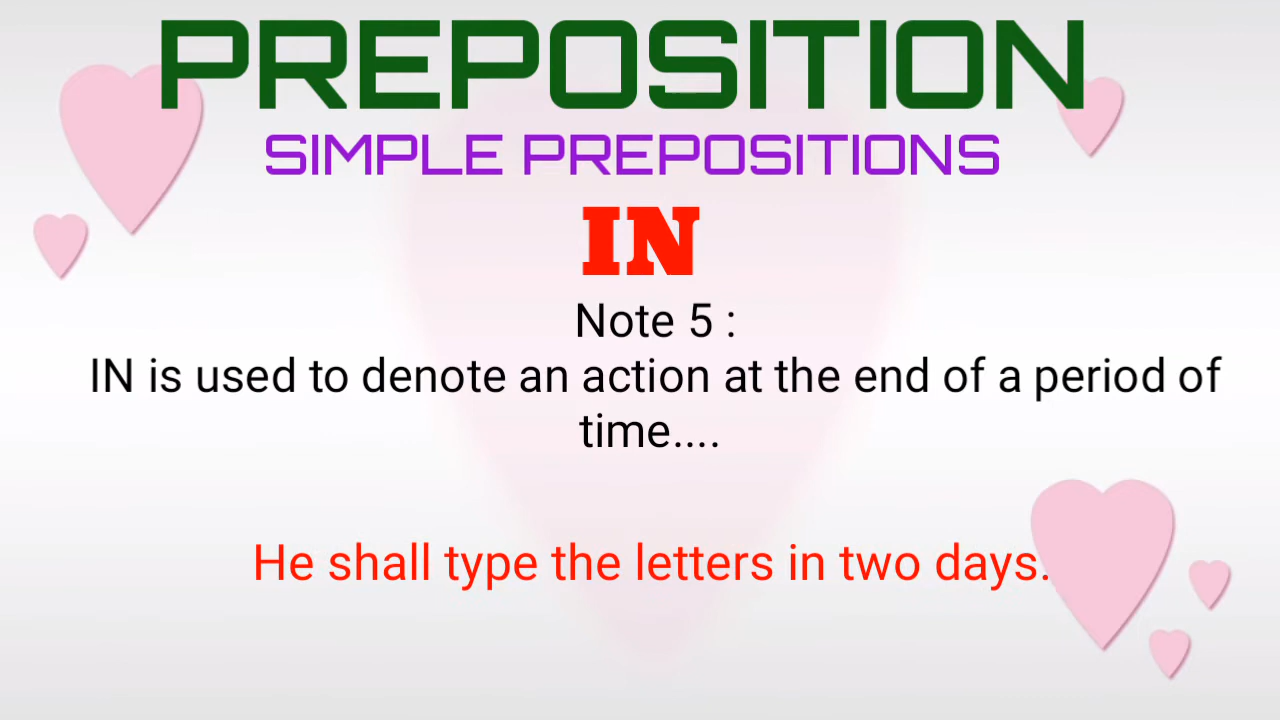 PREPOSITION
SIMPLE PREPOSITIONS
IN
Note 5 :
IN is used to denote an action at the end of a period of
time....
He shall type the letters in two days.